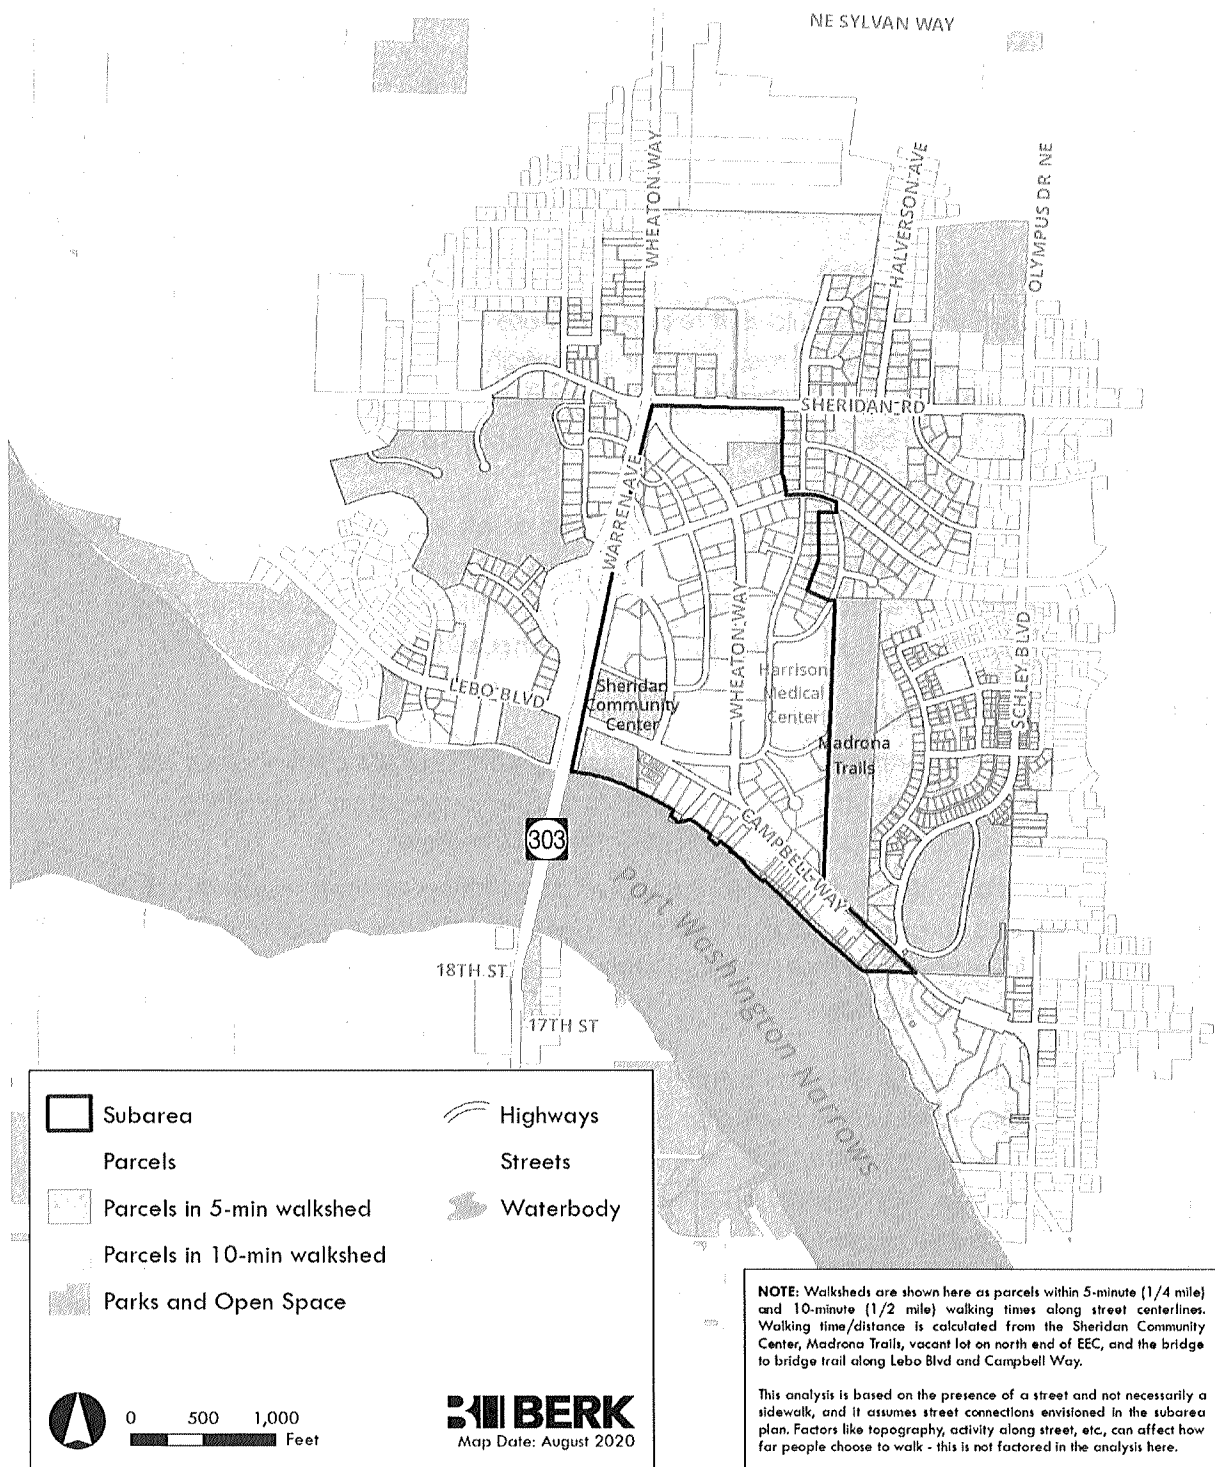 NE SYLVAN WAY
WHEATON WAY
HALVERSON AVE
OLYMPUS DR NE
SHERIDAN RD
WARREN AVE
WHEATON WAY
SCHLEY BLVD
Harrison
Medical
Center
Sheridan
Community
Center
LEBO BLVD
Madrona
Trails
CAMPBELL WAY
303
Port Washington Narrows
18TH ST
17TH ST
Subarea
Parcels
Parcels in 5-min walkshed
Parcels in 10-min walkshed
Parks and Open Space
Highways
Streets
Waterbody
0 500 1,000
Feet
BERK
Map Date: August 2020
NOTE: Walksheds are shown here as parcels within 5-minute (1/4 mile)
and 10-minute (1/2 mile) walking times along street centerlines.
Walking time/distance is calculated from the Sheridan Community
Center, Madrona Trails, vacant lot on north end of EEC, and the bridge
to bridge trail along Lebo Blvd and Campbell Way.
This analysis is based on the presence of a street and not necessarily a
sidewalk, and it assumes street connections envisioned in the subarea
plan. Factors like topography, activity along street, etc., can affect how
far people choose to walk - this is not factored in the analysis here.